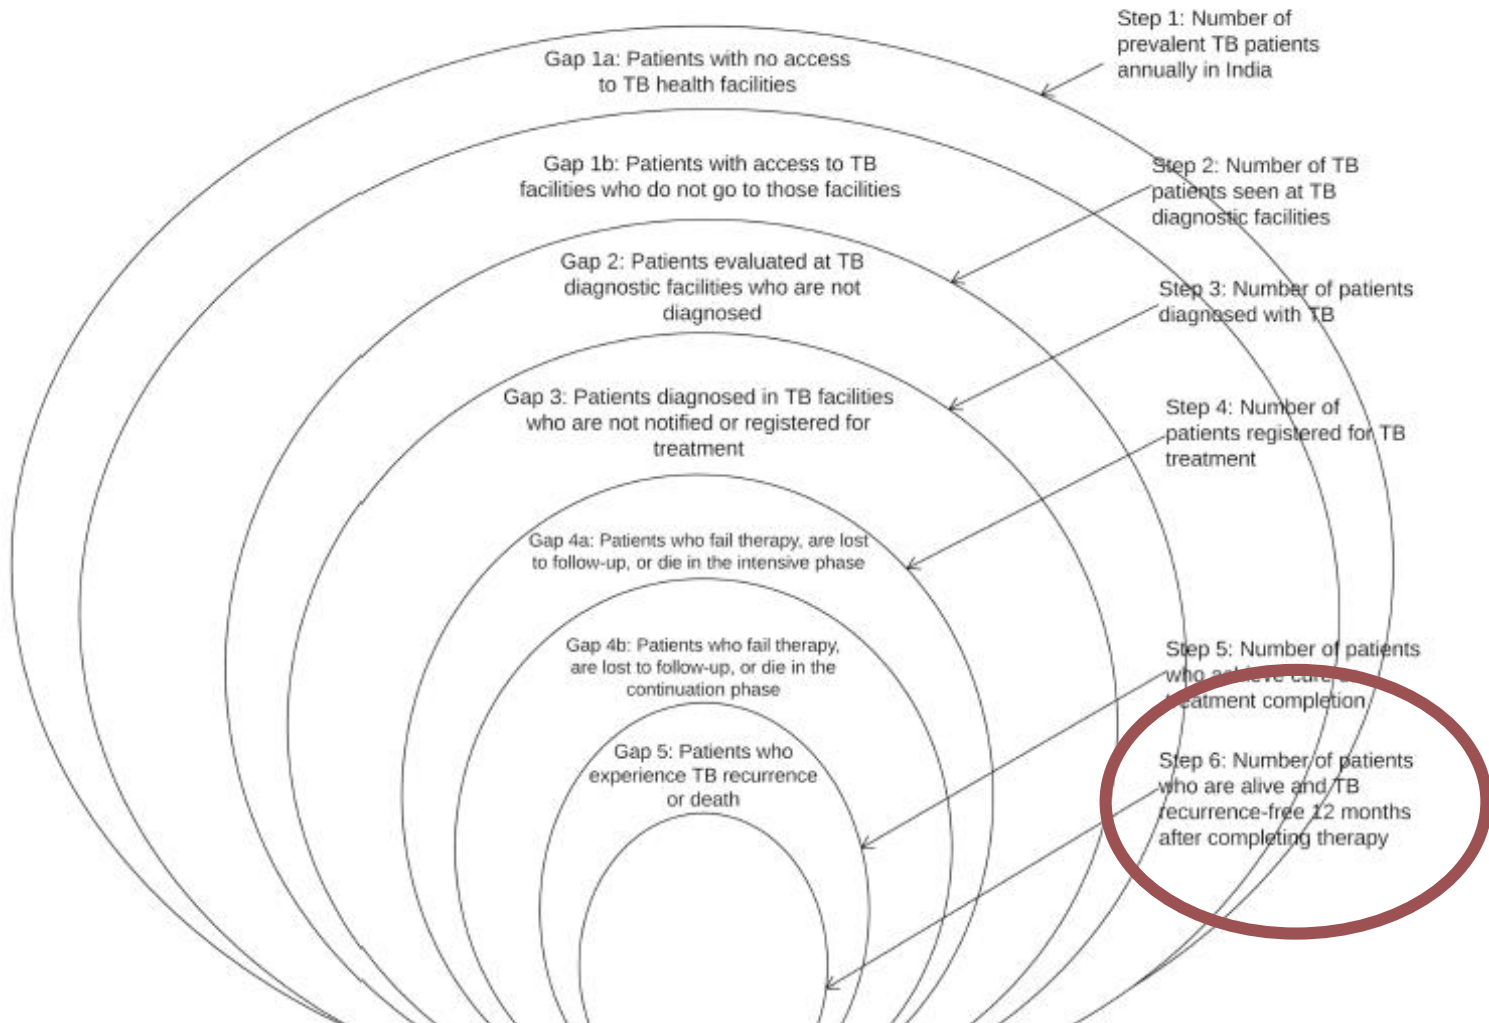 Gap 1a: Patients with no access
to TB health facilities
Gap 1b: Patients with access to TB
facilities who do not go to those facilities
Gap 2: Patients evaluated at TB
diagnostic facilities who are not
diagnosed
Gap 3: Patients diagnosed in TB facilities
who are not notified or registered for
treatment
Gap 4a: Patients who fail therapy, are lost
to follow-up, or die in the intensive phase
Gap 4b: Patients who fail therapy,
are lost to follow-up, or die in the
continuation phase
Gap 5: Patients who
experience TB recurrence
or death
Step 1: Number of
prevalent TB patients
annually in India
Step 2: Number of TB
patients seen at TB
diagnostic facilities
Step 3: Number of patients
diagnosed with TB
Step 4: Number of
patients registered for TB
treatment
Step 5: Number of patients
who achieve cure
treatment completion
Step 6: Number of patients
who are alive and TB
recurrence-free 12 months
after completing therapy